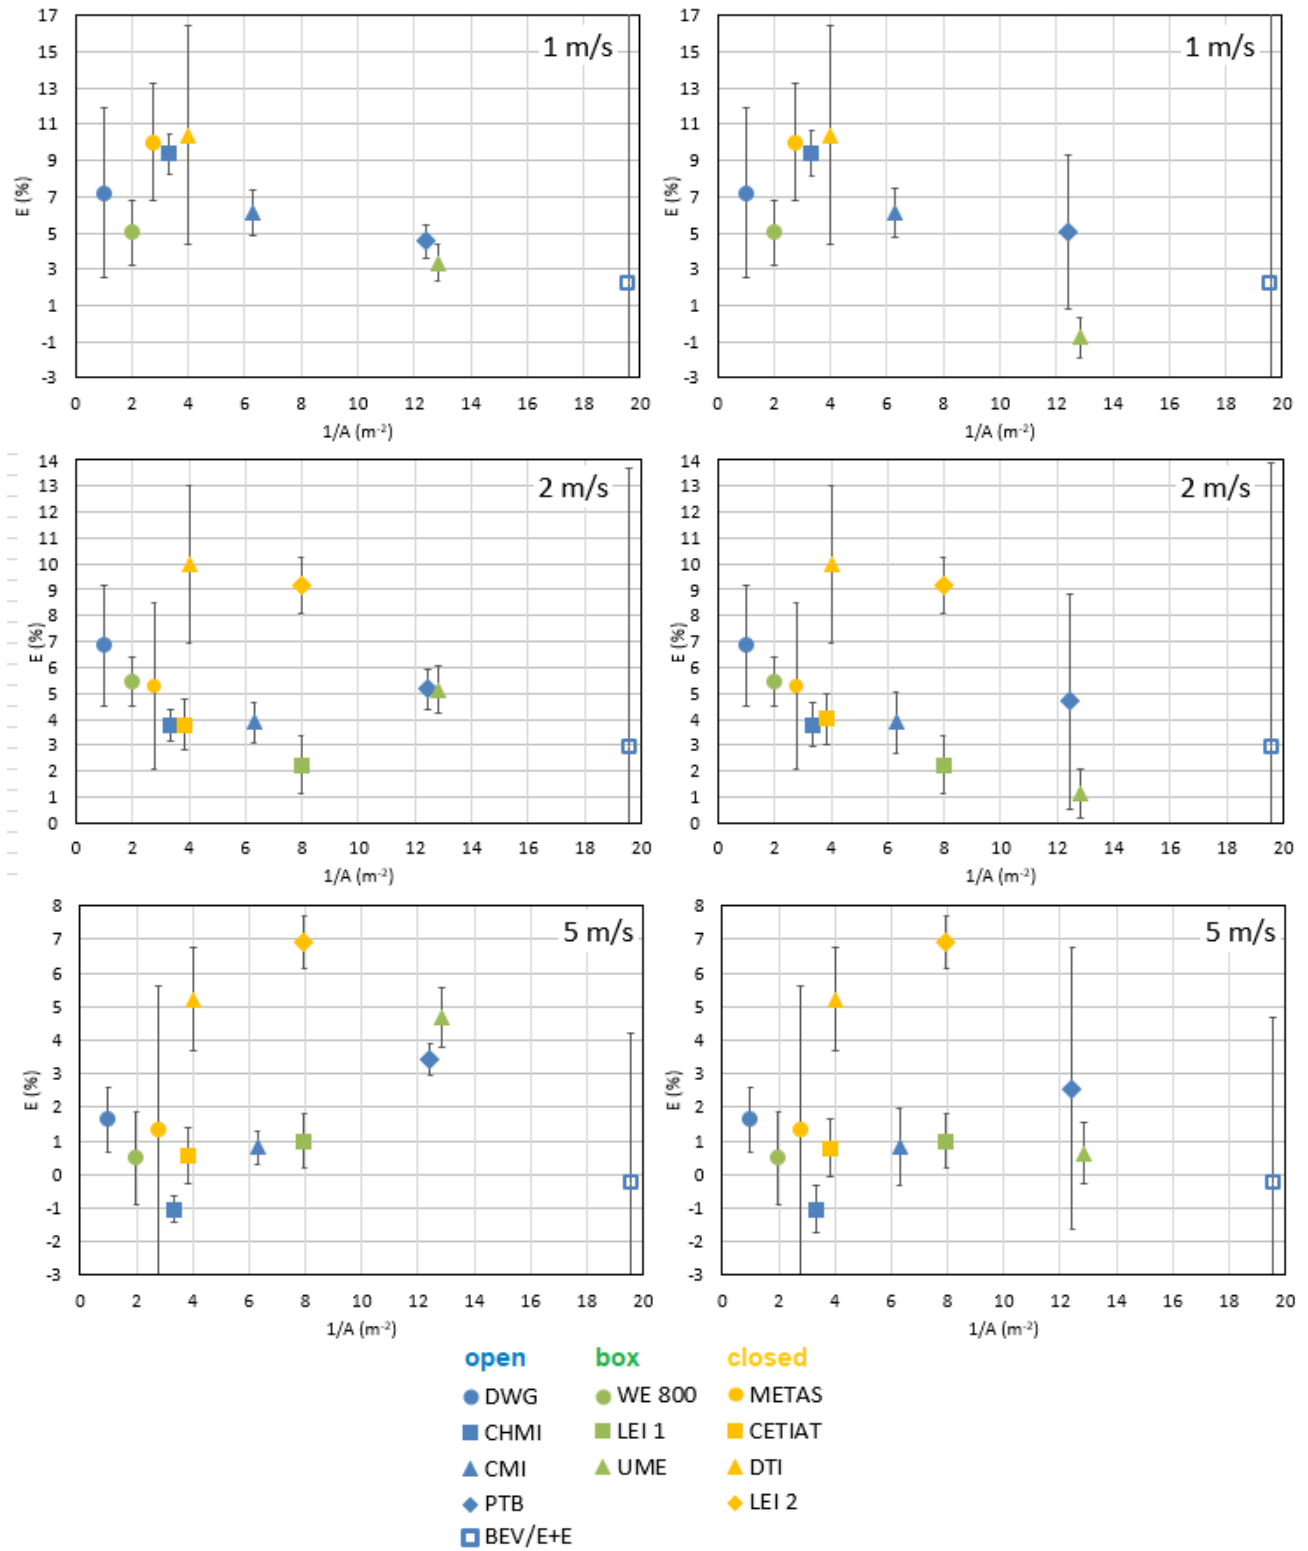 17
15
13
11
9
7
5
3
1
-1
-3
E (%)
1 m/s
0 2 4 6 8 10 12 14 16 18 20
1/A (m⁻²)
17
15
13
11
9
7
5
3
1
-1
-3
E (%)
1 m/s
0 2 4 6 8 10 12 14 16 18 20
1/A (m⁻²)
14
13
12
11
10
9
8
7
6
5
4
3
2
1
0
E (%)
2 m/s
0 2 4 6 8 10 12 14 16 18 20
1/A (m⁻²)
14
13
12
11
10
9
8
7
6
5
4
3
2
1
0
E (%)
2 m/s
0 2 4 6 8 10 12 14 16 18 20
1/A (m⁻²)
8
7
6
5
4
3
2
1
0
-1
-2
-3
E (%)
5 m/s
0 2 4 6 8 10 12 14 16 18 20
1/A (m⁻²)
8
7
6
5
4
3
2
1
0
-1
-2
-3
E (%)
5 m/s
0 2 4 6 8 10 12 14 16 18 20
1/A (m⁻²)
open box closed
DWG WE 800 METAS
CHMI LEI 1 CETIAT
CMI UME DTI
PTB LEI 2
BEV/E+E